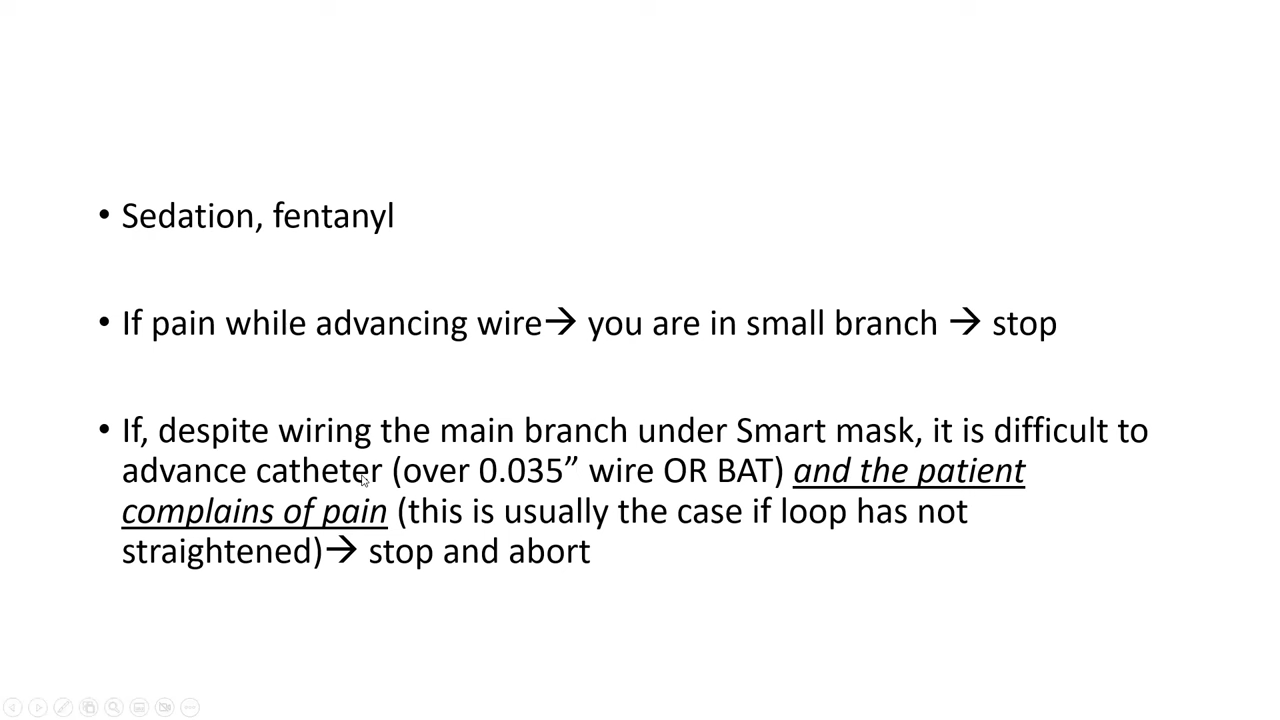 • Sedation, fentanyl
• If pain while advancing wire→ you are in small branch → stop
• If, despite wiring the main branch under Smart mask, it is difficult to
advance catheter (over 0.035” wire OR BAT) and the patient
complains of pain (this is usually the case if loop has not
straightened)→ stop and abort